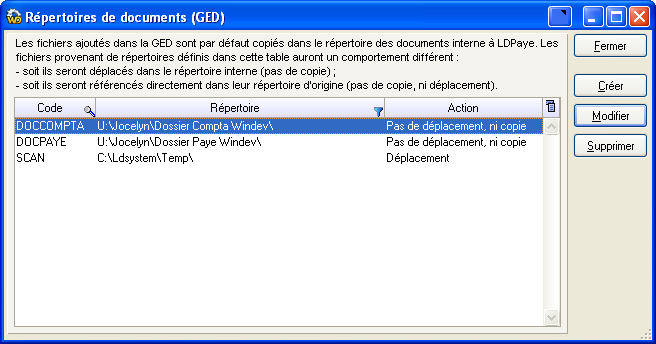 Répertoires de documents (GED)
Les fichiers ajoutés dans la GED sont par défaut copiés dans le répertoire des documents interne à LDPaye. Les
fichiers provenant de répertoires définis dans cette table auront un comportement différent :
- soit ils seront déplacés dans le répertoire interne (pas de copie) ;
- soit ils seront référencés directement dans leur répertoire d'origine (pas de copie, ni déplacement).
Fermer
Créer
Modifier
Supprimer
Code Répertoire Action
DOCCOMPTA U:\Jocelyn\Dossier Compta Windev\ Pas de déplacement, ni copie
DOCPAYE U:\Jocelyn\Dossier Paye Windev\ Pas de déplacement, ni copie
SCAN C:\Ldsystem\Temp\ Déplacement